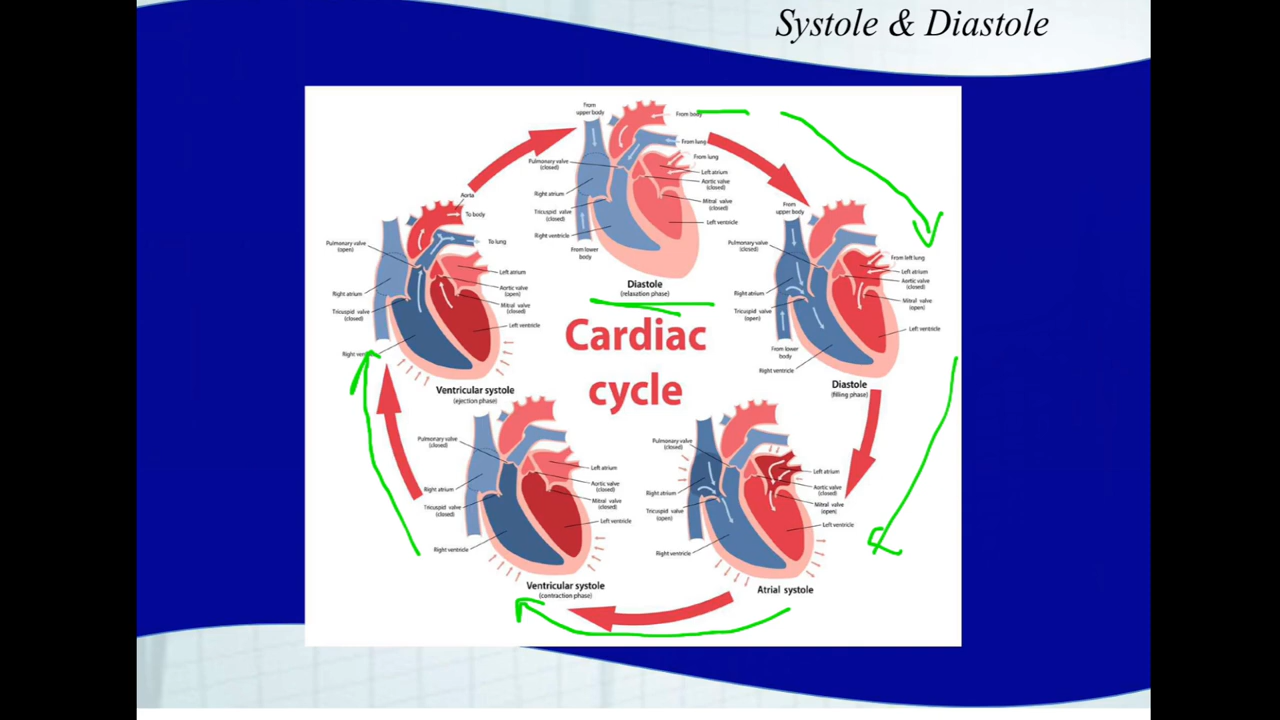 Systole & Diastole
From
upper body
From body
From lung
From lung
Pulmonary valve
(closed)
Left atrium
Aortic valve
(closed)
Right atrium
Mitral valve
(closed)
Tricuspid valve
(closed)
Left ventricle
Right ventricle
From lower
body
Diastole
(relaxation phase)
From
upper body
Pulmonary valve
(closed)
From left lung
Left atrium
Aortic valve
(closed)
Right atrium
Mitral valve
(open)
Tricuspid valve
(open)
Left ventricle
From lower
body
Right ventricle
Diastole
(filling phase)
Pulmonary valve
(closed)
Left atrium
Aortic valve
(closed)
Right atrium
Mitral valve
(open)
Tricuspid valve
(open)
Left ventricle
Right ventricle
Atrial systole
Pulmonary valve
(closed)
Left atrium
Aortic valve
(closed)
Right atrium
Mitral valve
(closed)
Tricuspid valve
(closed)
Left ventricle
Right ventricle
Ventricular systole
(contraction phase)
Aorta
To body
Pulmonary valve
(open)
To lung
Left atrium
Aortic valve
(open)
Right atrium
Mitral valve
(closed)
Tricuspid valve
(closed)
Left ventricle
Right ven
Ventricular systole
(ejection phase)
Cardiac
cycle